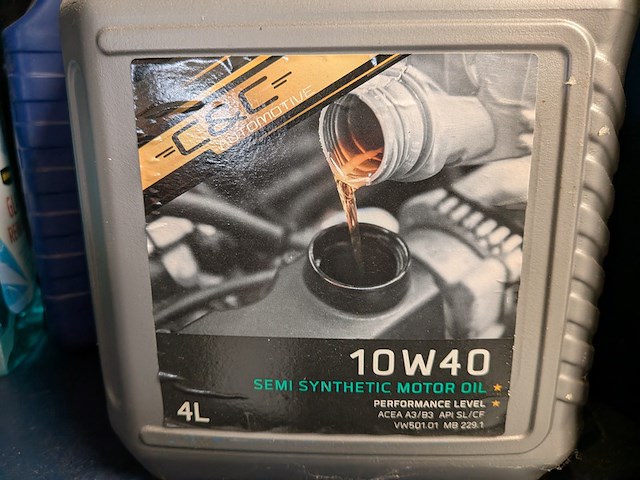 C&C
AUTOMOTIVE
10W40
SEMI SYNTHETIC MOTOR OIL
PERFORMANCE LEVEL
4L
ACEA A3/B3 API SL/CF
VW501.01 MB 229.1